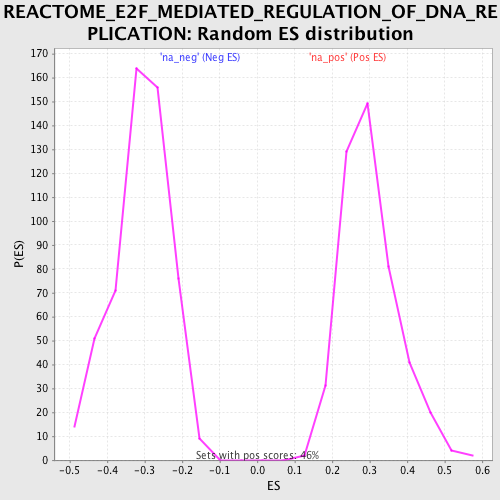 REACTOME_E2F_MEDIATED_REGULATION_OF_DNA_RE
PLICATION: Random ES distribution
'na_neg' (Neg ES) 'na_pos' (Pos ES)
170
160
150
140
130
120
110
100
90
80
70
60
50
40
30
20
10
0
P(ES)
Sets with pos scores: 46%
-0.5 -0.4 -0.3 -0.2 -0.1 0.0 0.1 0.2 0.3 0.4 0.5 0.6
ES